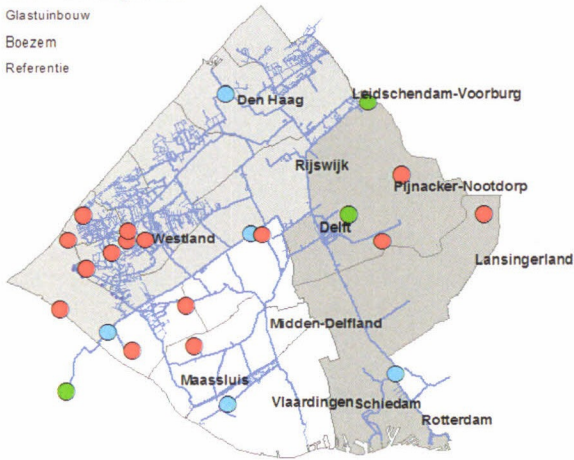 Glastuinbouw
Boezem
Referentie
Den Haag
Leidschendam-Voorburg
Rijswijk
Pijnacker-Nootdorp
Delft
Westland
Lansingerland
Midden-Delfland
Maassluis
Vlaardingen
Schiedam
Rotterdam